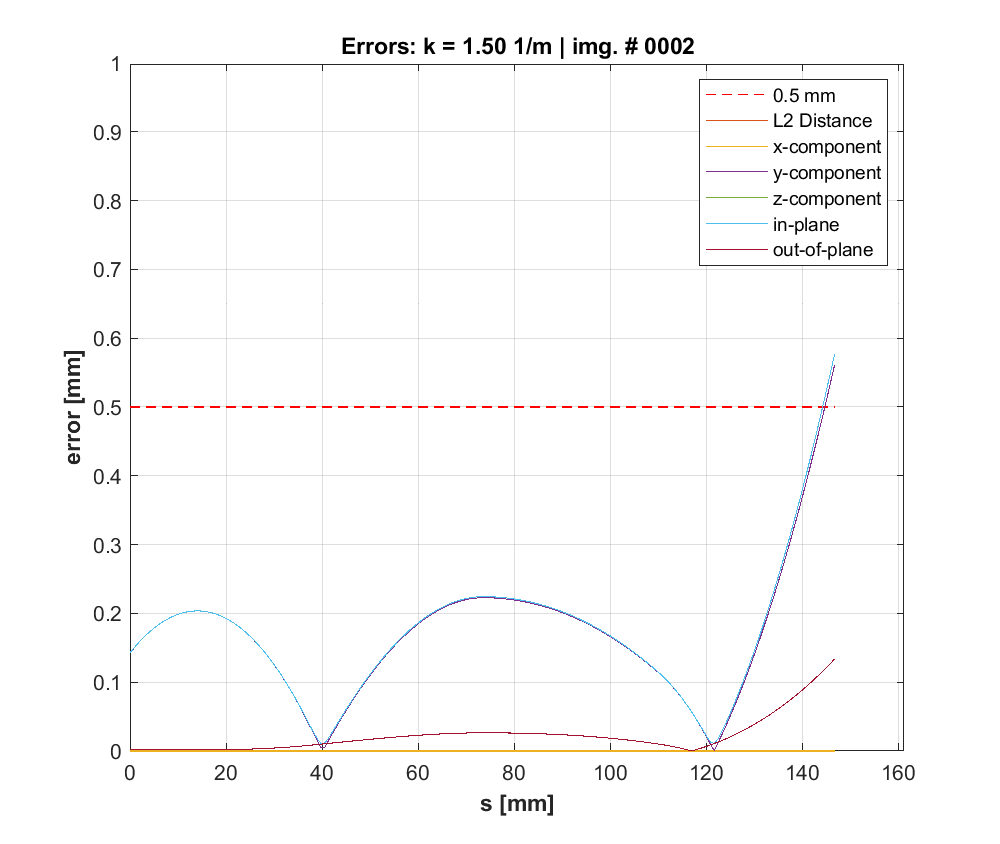 Errors: k = 1.50 1/m | img. # 0002
1
0.9
0.8
0.7
0.6
0.5
0.4
0.3
0.2
0.1
0
error [mm]
0.5 mm
L2 Distance
x-component
y-component
z-component
in-plane
out-of-plane
0 20 40 60 80 100 120 140 160
s [mm]